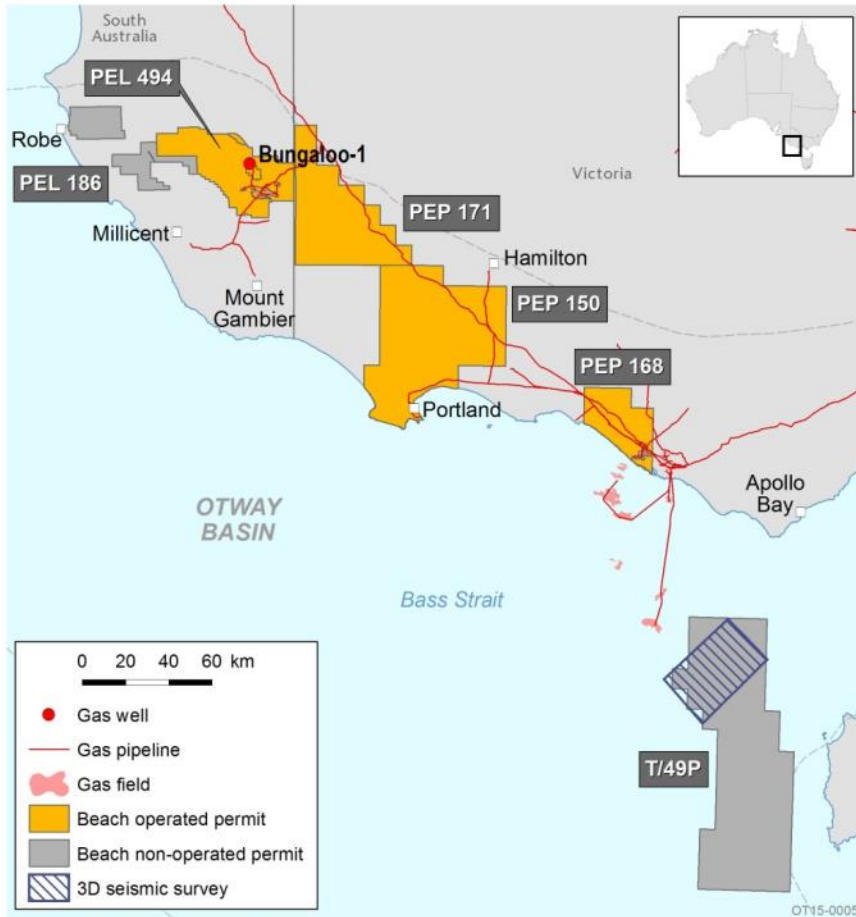 South
Australia
PEL 494
Robe
Bungaloo-1
PEL 186
Victoria
PEP 171
Millicent
Hamilton
Mount
Gambier
PEP 150
PEP 168
Portland
Apollo
Bay
OTWAY
BASIN
Bass Strait
0 20 40 60 km
Gas well
Gas pipeline
Gas field
Beach operated permit
Beach non-operated permit
3D seismic survey
T/49P
OT15-0005